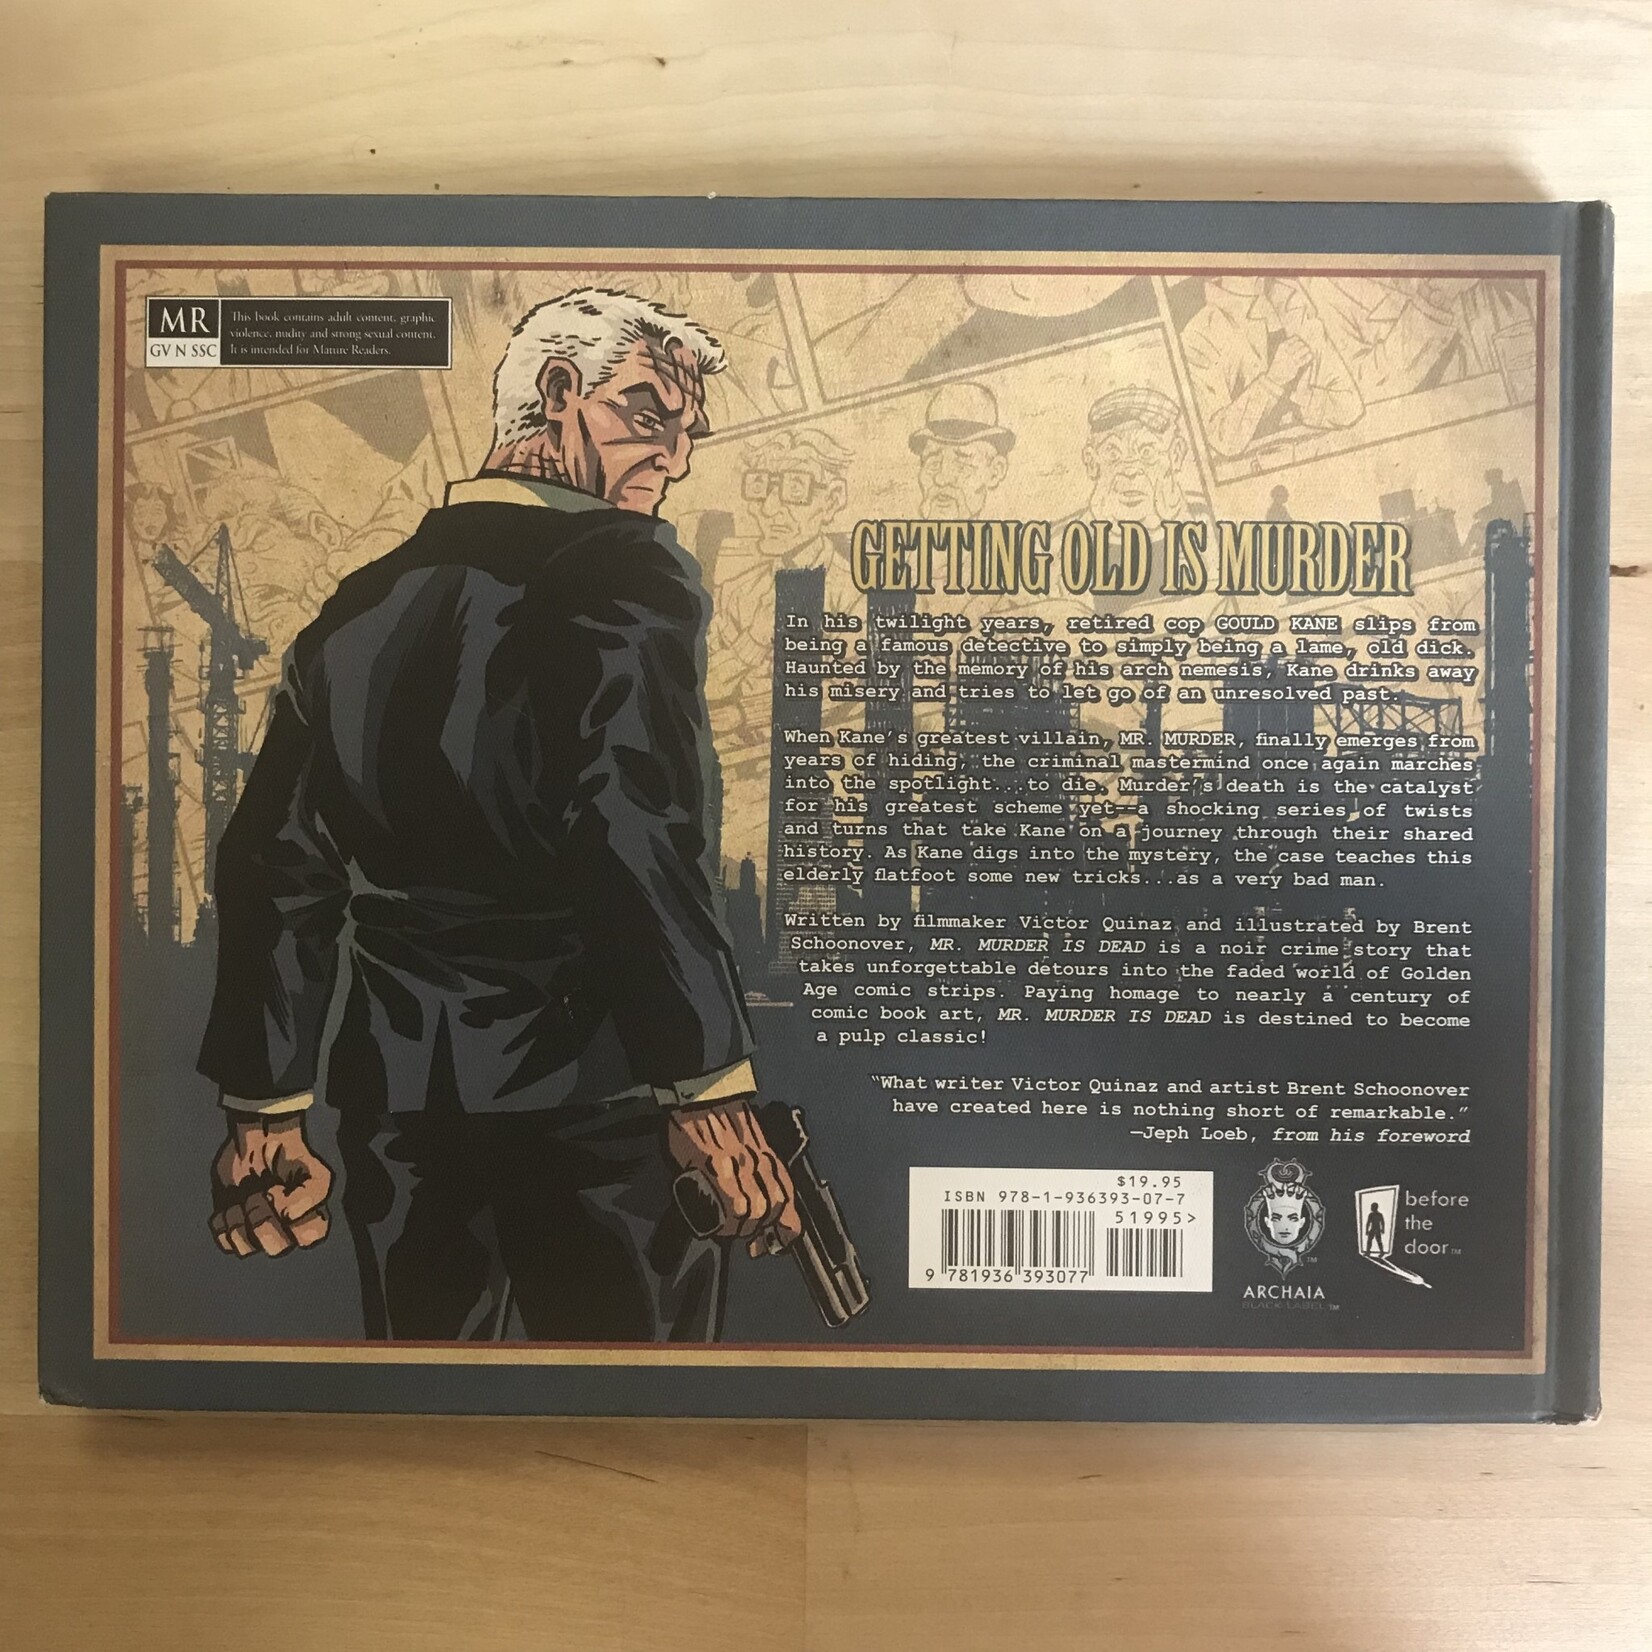 MR
GV N SSC
This book contains adult content, graphic
violence, nudity and strong sexual content.
It is intended for Mature Readers.
GETTING OLD IS MURDER
In his twilight years, retired cop GOULD KANE slips from
being a famous detective to simply being a lame, old dick.
Haunted by the memory of his arch nemesis, Kane drinks away
his misery and tries to let go of an unresolved past.
When Kane's greatest villain, MR. MURDER, finally emerges from
years of hiding, the criminal mastermind once again marches
into the spotlight...to die. Murder's death is the catalyst
for his greatest scheme yet—a shocking series of twists
and turns that take Kane on a journey through their shared
history. As Kane digs into the mystery, the case teaches this
elderly flatfoot some new tricks...as a very bad man.
Written by filmmaker Victor Quinaz and illustrated by Brent
Schoonover, MR. MURDER IS DEAD is a noir crime story that
takes unforgettable detours into the faded world of Golden
Age comic strips. Paying homage to nearly a century of
comic book art, MR. MURDER IS DEAD is destined to become
a pulp classic!
"What writer Victor Quinaz and artist Brent Schoonover
have created here is nothing short of remarkable."
—Jeph Loeb, from his foreword
$19.95
ISBN 978-1-936393-07-7
51995>
9 781936 393077
ARCHAIA
BLACK LABEL™
before
the
door™